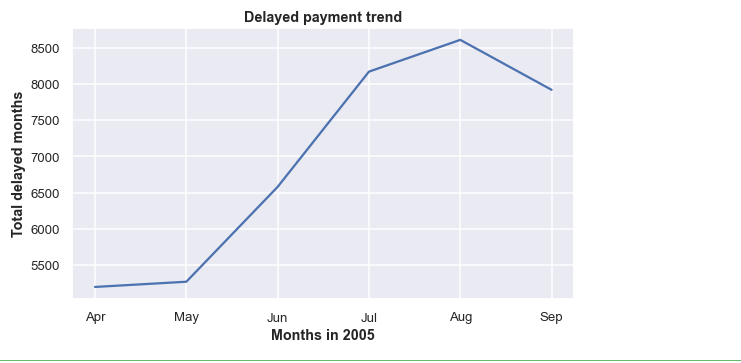 Delayed payment trend
8500
8000
7500
7000
6500
6000
5500
Total delayed months
Apr May Jun Jul Aug Sep
Months in 2005